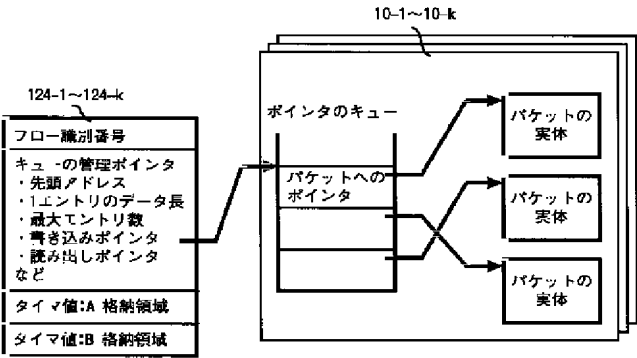 10-1～10-k
124-1～124-k
フロー識別番号
キューの管理ポインタ
・先頭アドレス
・1エントリのデータ長
・最大エントリ数
・書き込みポインタ
・読み出しポインタ
など
タイマ値:A 格納領域
タイマ値:B 格納領域
ポインタのキュー
パケットへの
ポインタ
パケットの
実体
パケットの
実体
パケットの
実体